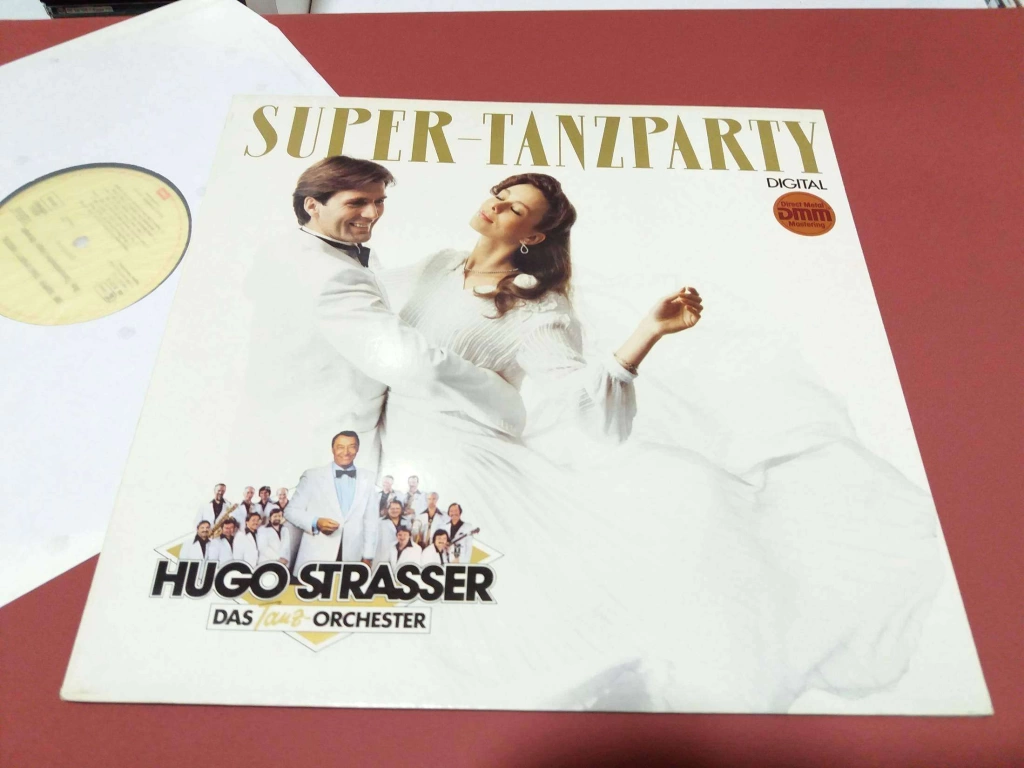 SUPER-TANZPARTY
DIGITAL
Direct Metal
DMM
Mastering
HUGO STRASSER
DAS Tanz-ORCHESTER